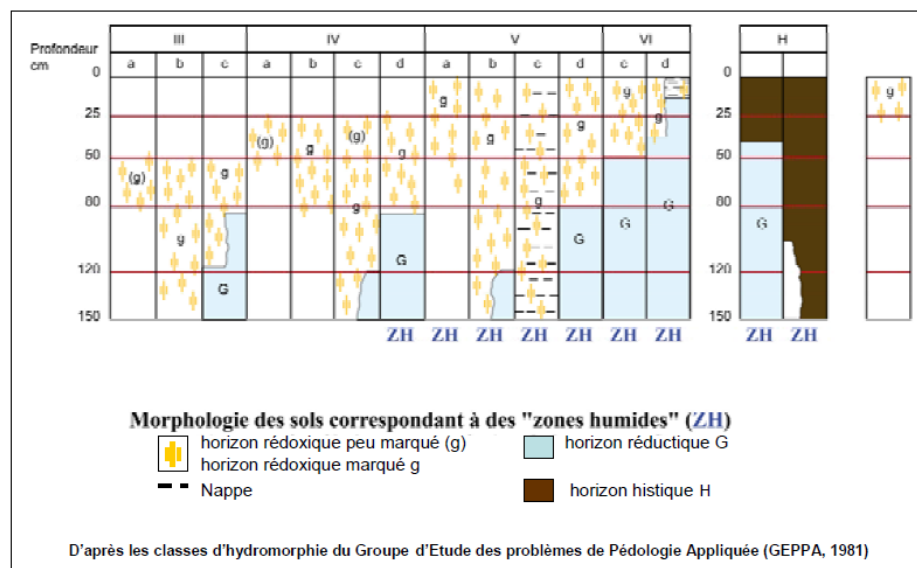 III IV V VI H
Profondeur
cm a b c a b c d a b c d c d
0 0
g g g
25 25
(g) g (g) g g g g
50 50
(g) g g
80 80
g g g G G G G
120 G G 120
g g
150 150
ZH ZH ZH ZH ZH ZH ZH ZH ZH
Morphologie des sols correspondant à des "zones humides" (ZH)
horizon rédoxique peu marqué (g) horizon réductique G
horizon rédoxique marqué g
Nappe horizon histique H
D'après les classes d'hydromorphie du Groupe d'Etude des problèmes de Pédologie Appliquée (GEPPA, 1981)